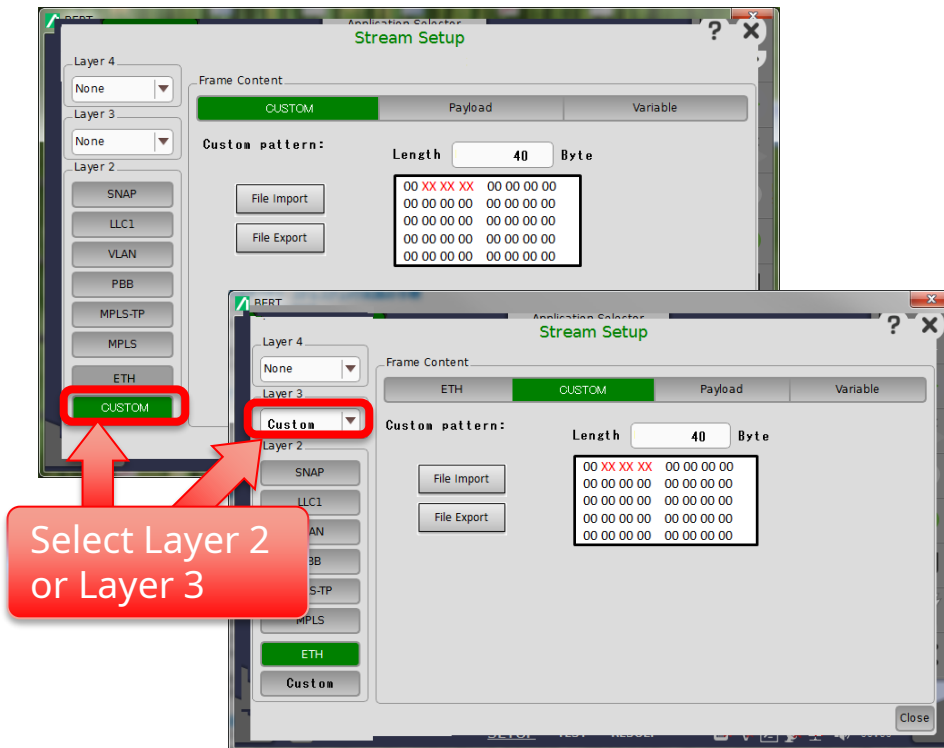 BERT
Application Selector
Stream Setup
? X
Layer 4
None
Layer 3
None
Layer 2
SNAP
LLC1
VLAN
PBB
MPLS-TP
MPLS
ETH
CUSTOM
Frame Content
CUSTOM Payload Variable
Custom pattern:
Length 40 Byte
File Import
File Export
00 XX XX XX 00 00 00 00
00 00 00 00 00 00 00 00
00 00 00 00 00 00 00 00
00 00 00 00 00 00 00 00
00 00 00 00 00 00 00 00
BERT
Application Selector
Stream Setup
? X
Layer 4
None
Layer 3
Custom
Layer 2
SNAP
LLC1
AN
BB
S-TP
MPLS
ETH
Custom
Frame Content
ETH CUSTOM Payload Variable
Custom pattern:
Length 40 Byte
File Import
File Export
00 XX XX XX 00 00 00 00
00 00 00 00 00 00 00 00
00 00 00 00 00 00 00 00
00 00 00 00 00 00 00 00
00 00 00 00 00 00 00 00
Close
Select Layer 2
or Layer 3